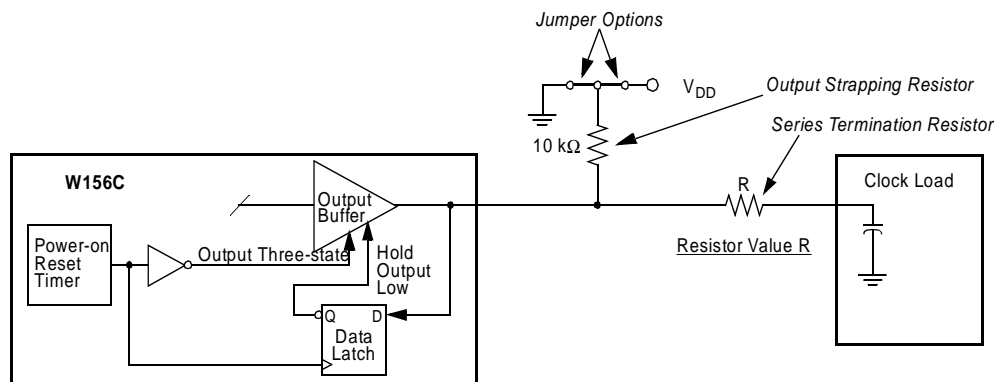 Jumper Options
VDD
Output Strapping Resistor
10 kΩ
Series Termination Resistor
W156C
Output
Buffer
R
Clock Load
Power-on
Reset
Timer
Output Three-state
Hold
Output
Low
Resistor Value R
Q
D
Data
Latch